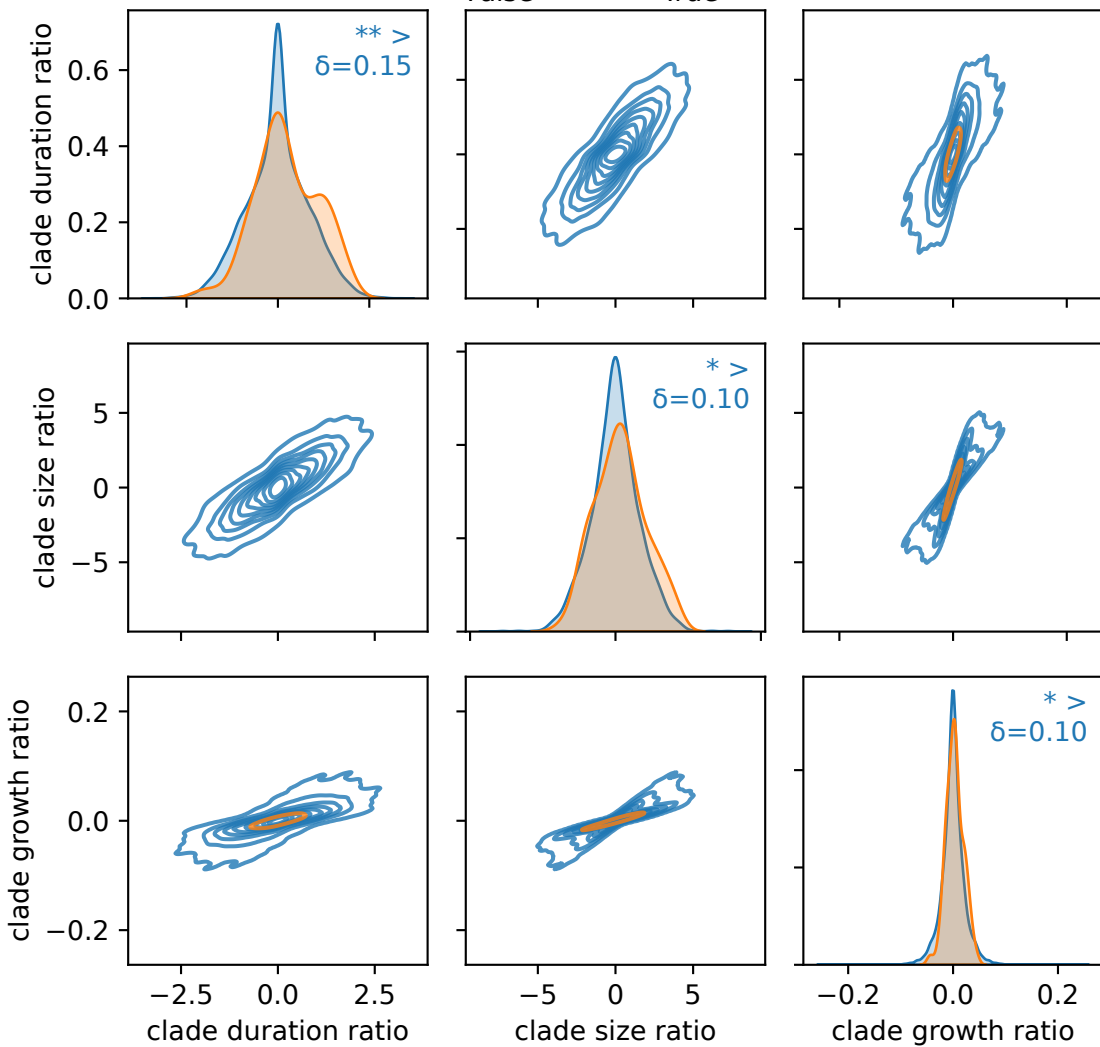 clade duration ratio
0.6
0.4
0.2
0.0
** >
δ=0.15
clade size ratio
5
0
−5
* >
δ=0.10
clade growth ratio
0.2
0.0
−0.2
* >
δ=0.10
−2.5 0.0 2.5
−5 0 5
−0.2 0.0 0.2
clade duration ratio
clade size ratio
clade growth ratio